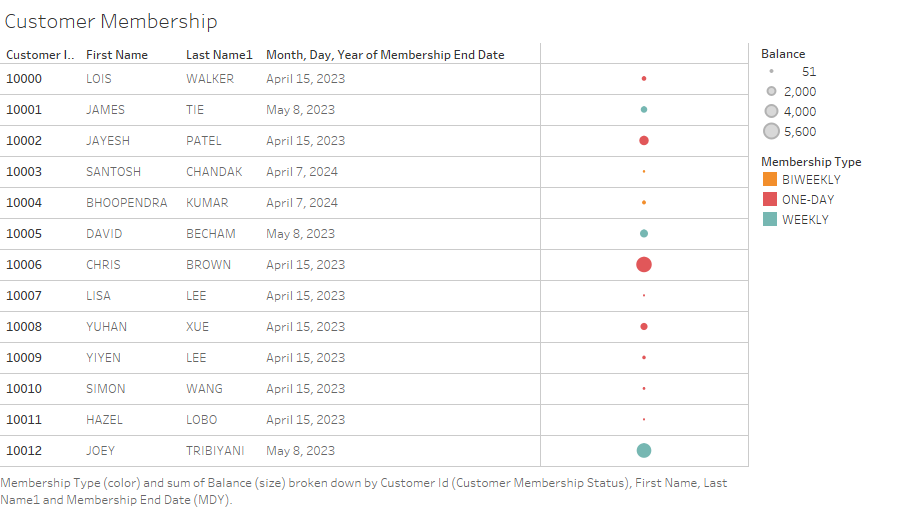 Customer Membership
Customer I.. First Name Last Name1 Month, Day, Year of Membership End Date
10000 LOIS WALKER April 15, 2023
10001 JAMES TIE May 8, 2023
10002 JAYESH PATEL April 15, 2023
10003 SANTOSH CHANDAK April 7, 2024
10004 BHOOPENDRA KUMAR April 7, 2024
10005 DAVID BECHAM May 8, 2023
10006 CHRIS BROWN April 15, 2023
10007 LISA LEE April 15, 2023
10008 YUHAN XUE April 15, 2023
10009 YIYEN LEE April 15, 2023
10010 SIMON WANG April 15, 2023
10011 HAZEL LOBO April 15, 2023
10012 JOEY TRIBIYANI May 8, 2023
Balance
51
2,000
4,000
5,600
Membership Type
BIWEEKLY
ONE-DAY
WEEKLY
Membership Type (color) and sum of Balance (size) broken down by Customer Id (Customer Membership Status), First Name, Last
Name1 and Membership End Date (MDY).